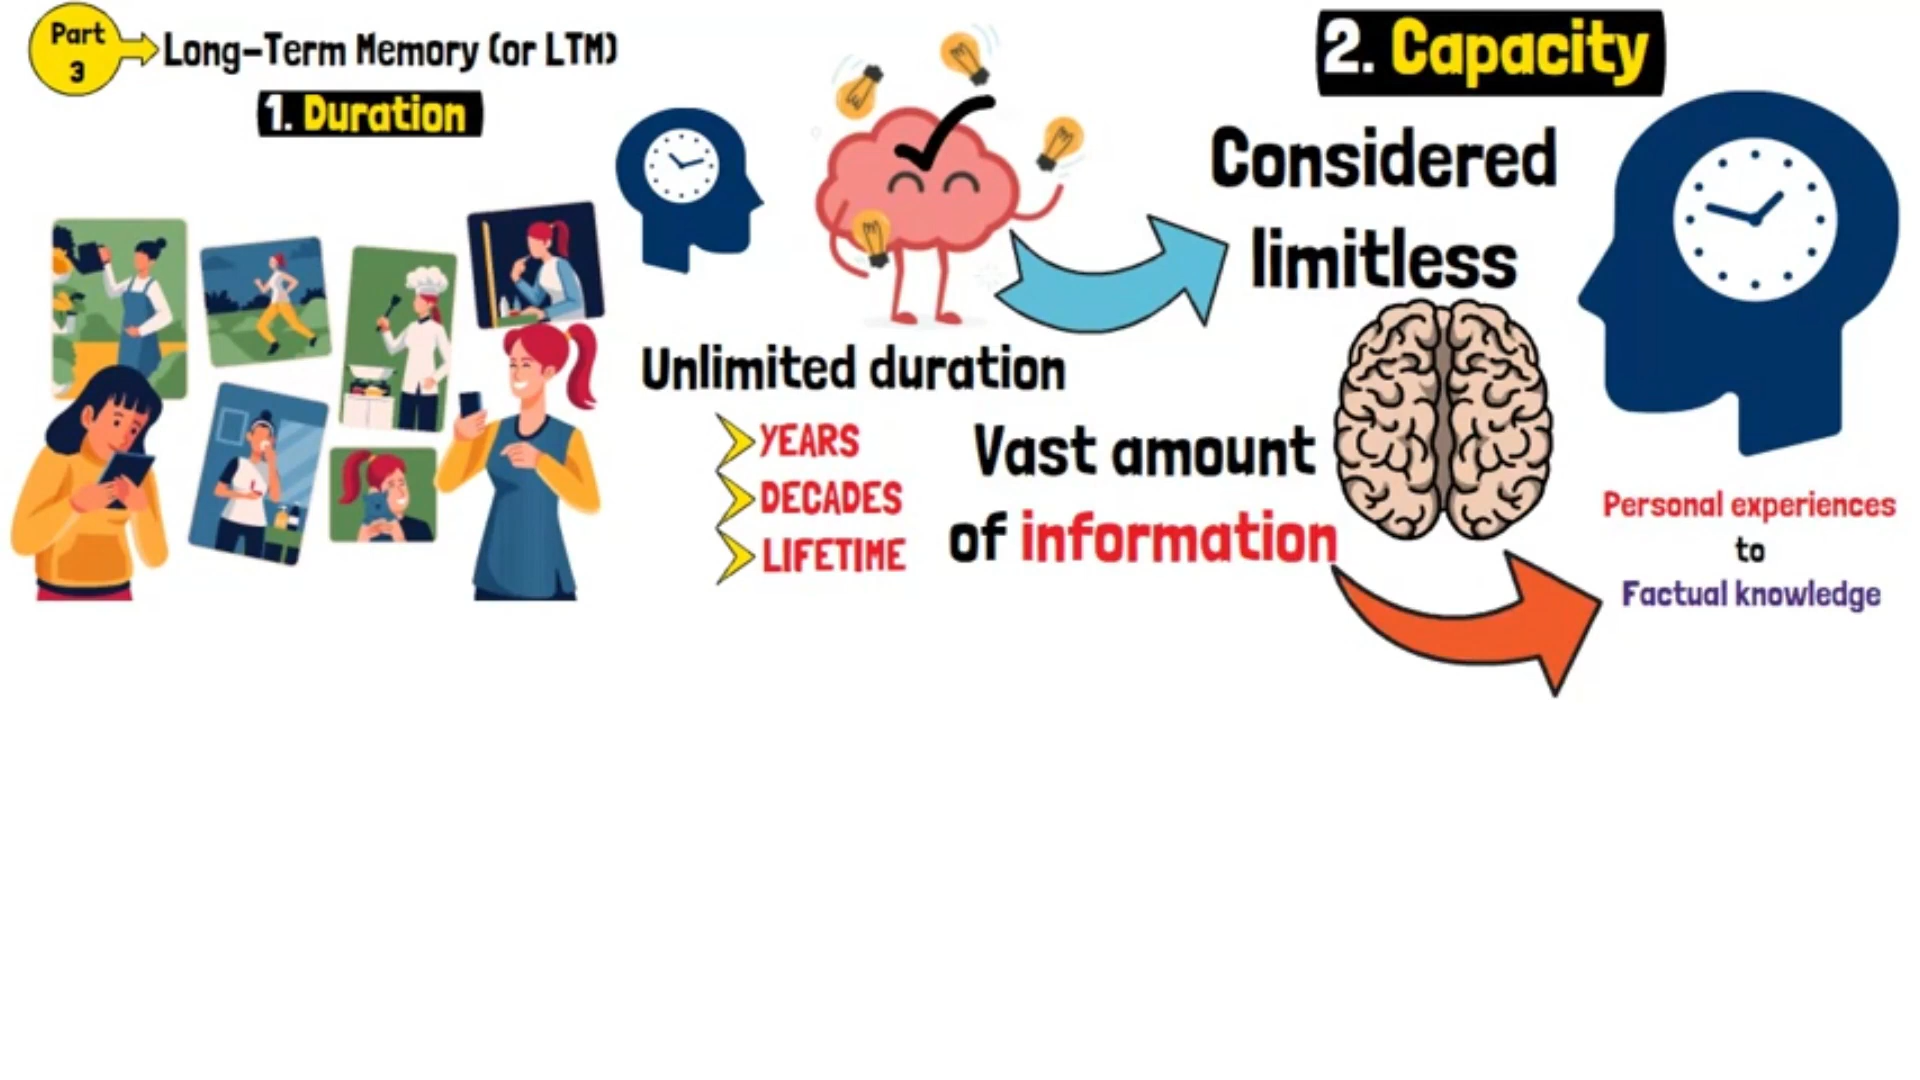 Part
3
Long-Term Memory (or LTM)
1. Duration
Unlimited duration
YEARS
DECADES
LIFETIME
2. Capacity
Considered
limitless
Vast amount
of information
Personal experiences
to
Factual knowledge